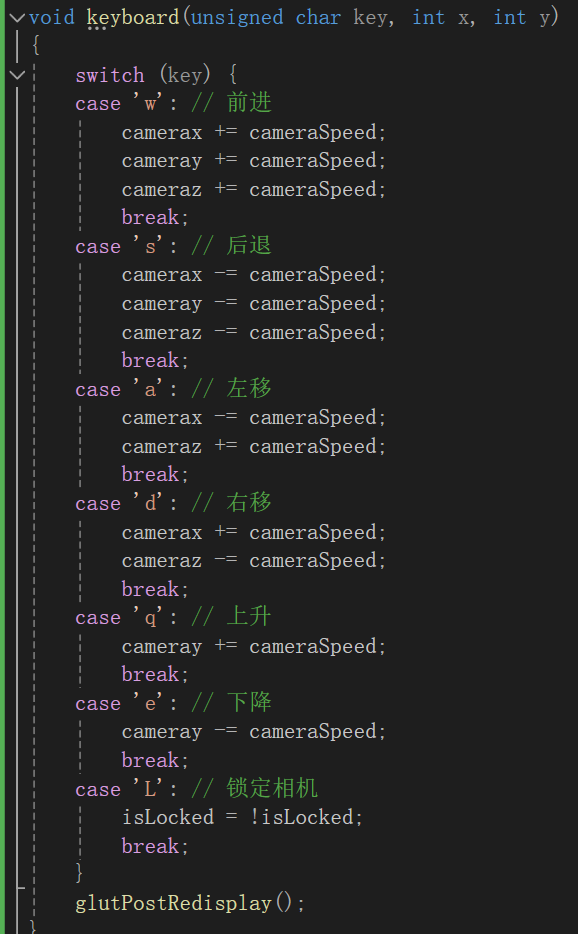 void keyboard(unsigned char key, int x, int y)
{
    switch (key) {
    case 'w': // 前进
        camerax += cameraSpeed;
        cameray += cameraSpeed;
        cameraz += cameraSpeed;
        break;
    case 's': // 后退
        camerax -= cameraSpeed;
        cameray -= cameraSpeed;
        cameraz -= cameraSpeed;
        break;
    case 'a': // 左移
        camerax -= cameraSpeed;
        cameraz += cameraSpeed;
        break;
    case 'd': // 右移
        camerax += cameraSpeed;
        cameraz -= cameraSpeed;
        break;
    case 'q': // 上升
        cameray += cameraSpeed;
        break;
    case 'e': // 下降
        cameray -= cameraSpeed;
        break;
    case 'L': // 锁定相机
        isLocked = !isLocked;
        break;
    }
    glutPostRedisplay();
}